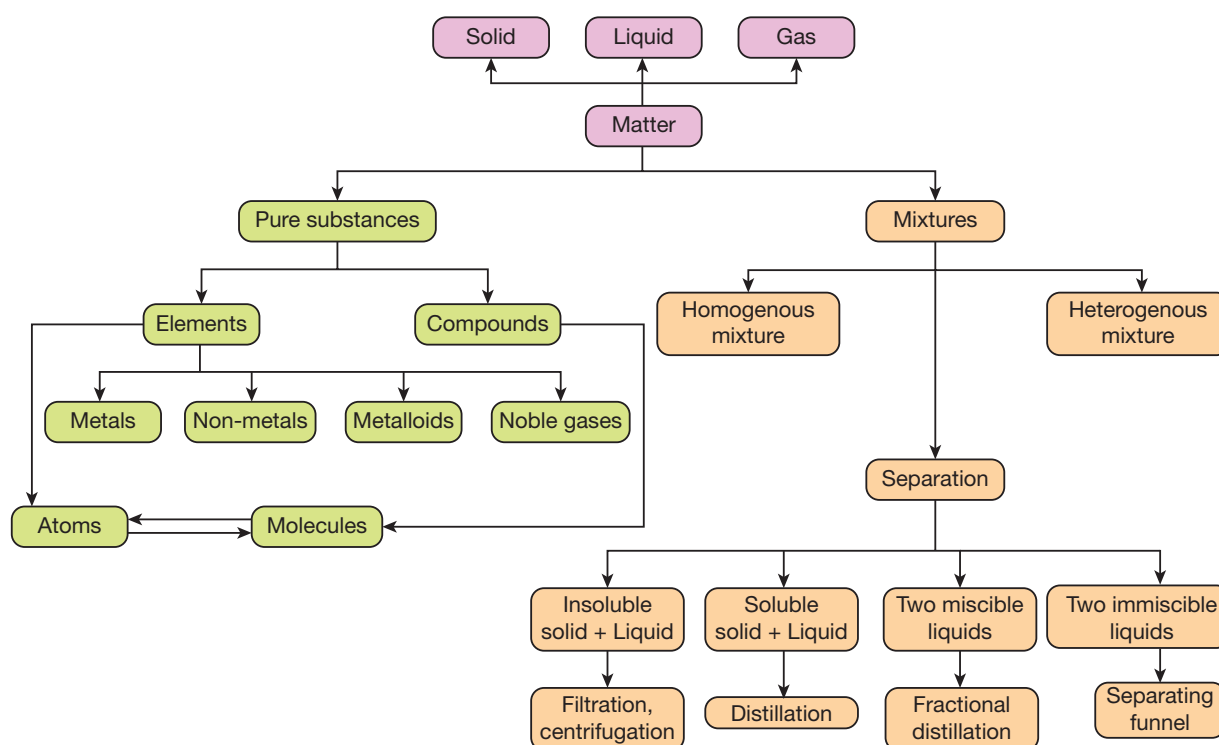 Solid
Liquid
Gas
Matter
Pure substances
Mixtures
Elements
Compounds
Homogenous
mixture
Heterogenous
mixture
Metals
Non-metals
Metalloids
Noble gases
Separation
Atoms
Molecules
Insoluble
solid + Liquid
Soluble
solid + Liquid
Two miscible
liquids
Two immiscible
liquids
Filtration,
centrifugation
Distillation
Fractional
distillation
Separating
funnel